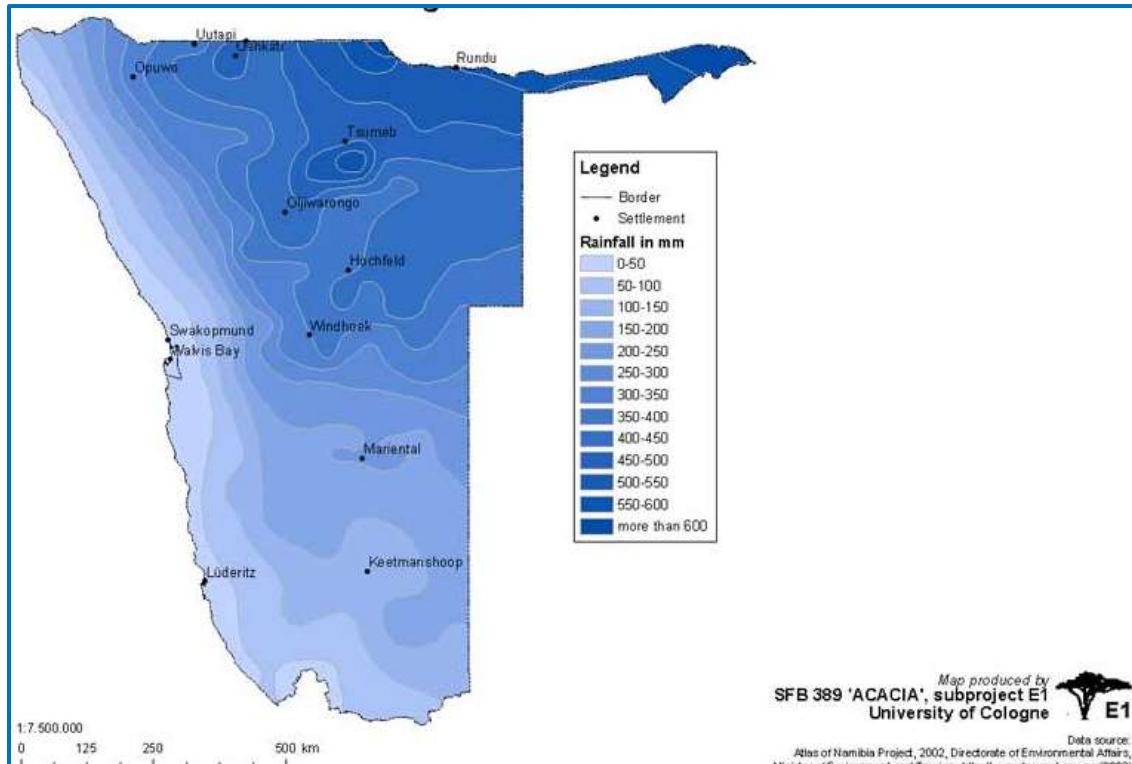 Uutapi
Oshkati
Opuwo
Rundu
Tsumeb
Otjiwarongo
Hochfeld
Windhoek
Swakopmund
Walvis Bay
Mariental
Keetmanshoop
Lüderitz
Legend
Border
Settlement
Rainfall in mm
0-50
50-100
100-150
150-200
200-250
250-300
300-350
350-400
400-450
450-500
500-550
550-600
more than 600
1:7.500.000
0 125 250 500 km
Map produced by
SFB 389 'ACACIA', subproject E1
University of Cologne
E1
Data source:
Atlas of Namibia Project, 2002, Directorate of Environmental Affairs,